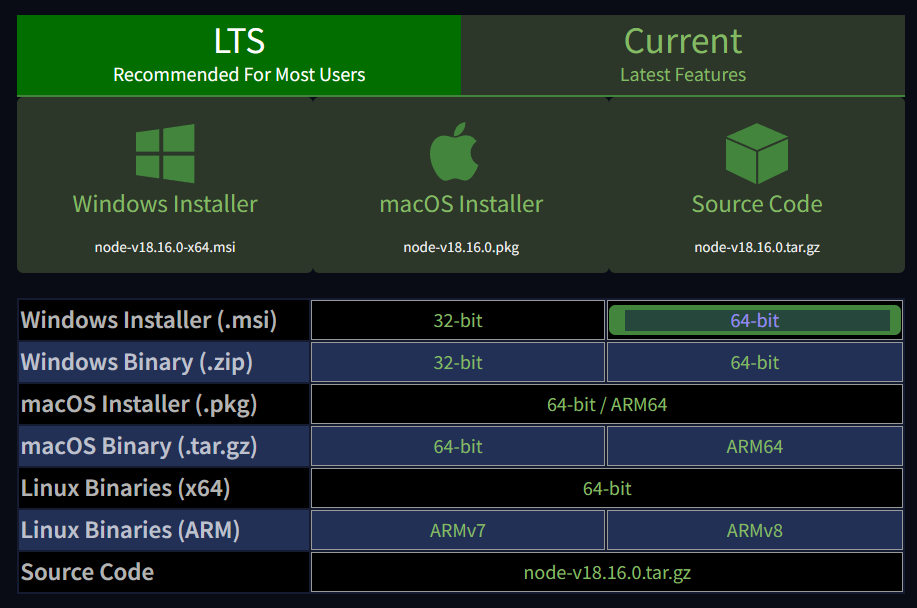 LTS
Recommended For Most Users
Current
Latest Features
Windows Installer
node-v18.16.0-x64.msi
macOS Installer
node-v18.16.0.pkg
Source Code
node-v18.16.0.tar.gz
Windows Installer (.msi) 32-bit 64-bit
Windows Binary (.zip) 32-bit 64-bit
macOS Installer (.pkg) 64-bit / ARM64
macOS Binary (.tar.gz) 64-bit ARM64
Linux Binaries (x64) 64-bit
Linux Binaries (ARM) ARMv7 ARMv8
Source Code node-v18.16.0.tar.gz